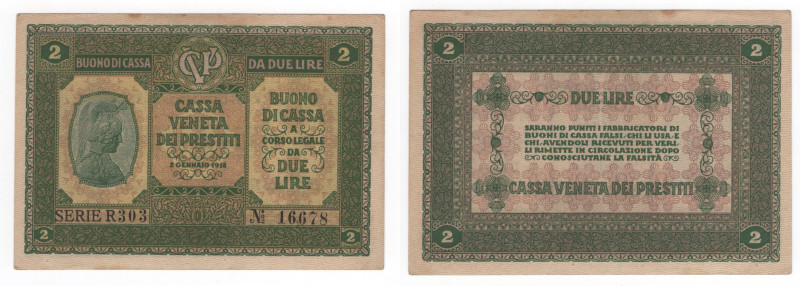 2
2
BUONO DI CASSA
CVP
DA DUE LIRE
CASSA
VENETA
DEI PRESTITI
2 GENNAIO 1918
BUONO
DI CASSA
A
CORSO LEGALE
DA
DUE
LIRE
SERIE R303
№ 16678
2
2
2
2
DUE LIRE
SARANNO PUNITI I FABBRICATORI DI
BUONI DI CASSA FALSI, CHI LI USA, E
CHI, AVENDOLI RICEVUTI PER VERI,
LI RIMETTE IN CIRCOLAZIONE DOPO
CONOSCIUTANE LA FALSITÀ
CASSA VENETA DEI PRESTITI
2
2